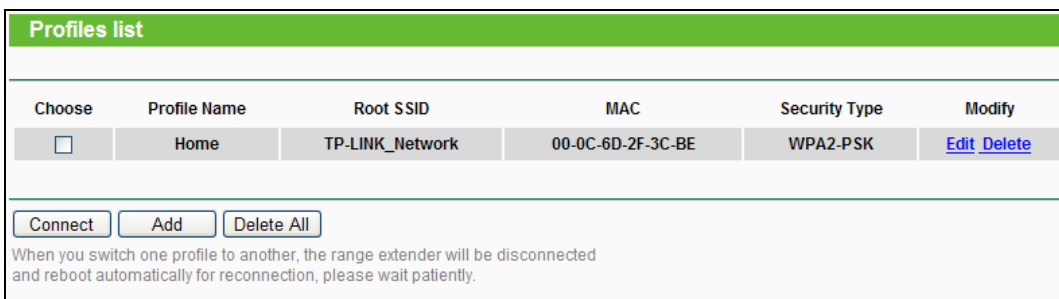 Profiles list
Choose Profile Name Root SSID MAC Security Type Modify
Home TP-LINK_Network 00-0C-6D-2F-3C-BE WPA2-PSK Edit Delete
Connect Add Delete All
When you switch one profile to another, the range extender will be disconnected
and reboot automatically for reconnection, please wait patiently.